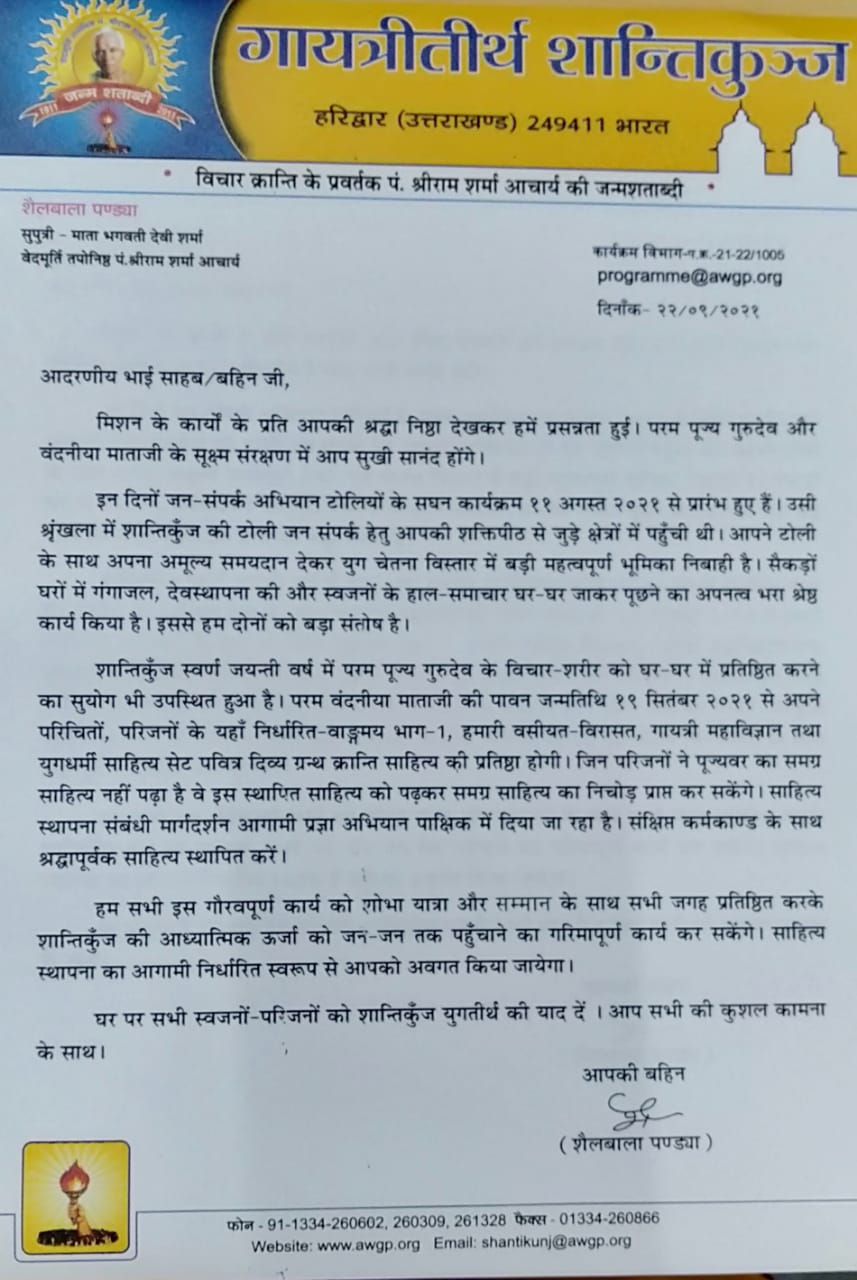 जन्म शताब्दी
1911 2011
गायत्रीतीर्थ शान्तिकुञ्ज
हरिद्वार (उत्तराखण्ड) 249411 भारत
• विचार क्रान्ति के प्रवर्तक पं. श्रीराम शर्मा आचार्य की जन्मशताब्दी •
शैलबाला पण्ड्या
सुपुत्री - माता भगवती देवी शर्मा
वेदमूर्ति तपोनिष्ठ पं.श्रीराम शर्मा आचार्य
कार्यक्रम विभाग-प.क्र.-21-22/1005
programme@awgp.org
दिनाँक- २२/०९/२०२१
आदरणीय भाई साहब/बहिन जी,
मिशन के कार्यों के प्रति आपकी श्रद्धा निष्ठा देखकर हमें प्रसन्नता हुई। परम पूज्य गुरुदेव और
वंदनीया माताजी के सूक्ष्म संरक्षण में आप सुखी सानंद होंगे।
इन दिनों जन-संपर्क अभियान टोलियों के सघन कार्यक्रम ११ अगस्त २०२१ से प्रारंभ हुए हैं। उसी
श्रृंखला में शान्तिकुँज की टोली जन संपर्क हेतु आपकी शक्तिपीठ से जुड़े क्षेत्रों में पहुँची थी। आपने टोली
के साथ अपना अमूल्य समयदान देकर युग चेतना विस्तार में बड़ी महत्वपूर्ण भूमिका निबाही है। सैकड़ों
घरों में गंगाजल, देवस्थापना की और स्वजनों के हाल-समाचार घर-घर जाकर पूछने का अपनत्व भरा श्रेष्ठ
कार्य किया है। इससे हम दोनों को बड़ा संतोष है।
शान्तिकुँज स्वर्ण जयन्ती वर्ष में परम पूज्य गुरुदेव के विचार-शरीर को घर-घर में प्रतिष्ठित करने
का सुयोग भी उपस्थित हुआ है। परम वंदनीया माताजी की पावन जन्मतिथि १९ सितंबर २०२१ से अपने
परिचितों, परिजनों के यहाँ निर्धारित-वाङ्गमय भाग-1, हमारी वसीयत-विरासत, गायत्री महाविज्ञान तथा
युगधर्मी साहित्य सेट पवित्र दिव्य ग्रन्थ क्रान्ति साहित्य की प्रतिष्ठा होगी। जिन परिजनों ने पूज्यवर का समग्र
साहित्य नहीं पढ़ा है वे इस स्थापित साहित्य को पढ़कर समग्र साहित्य का निचोड़ प्राप्त कर सकेंगे। साहित्य
स्थापना संबंधी मार्गदर्शन आगामी प्रज्ञा अभियान पाक्षिक में दिया जा रहा है। संक्षिप्त कर्मकाण्ड के साथ
श्रद्धापूर्वक साहित्य स्थापित करें।
हम सभी इस गौरवपूर्ण कार्य को शोभा यात्रा और सम्मान के साथ सभी जगह प्रतिष्ठित करके
शान्तिकुँज की आध्यात्मिक ऊर्जा को जन-जन तक पहुँचाने का गरिमापूर्ण कार्य कर सकेंगे। साहित्य
स्थापना का आगामी निर्धारित स्वरूप से आपको अवगत किया जायेगा।
घर पर सभी स्वजनों-परिजनों को शान्तिकुँज युगतीर्थ की याद दें । आप सभी की कुशल कामना
के साथ।
आपकी बहिन
( शैलबाला पण्ड्या )
फोन - 91-1334-260602, 260309, 261328 फैक्स - 01334-260866
Website: www.awgp.org Email: shantikunj@awgp.org